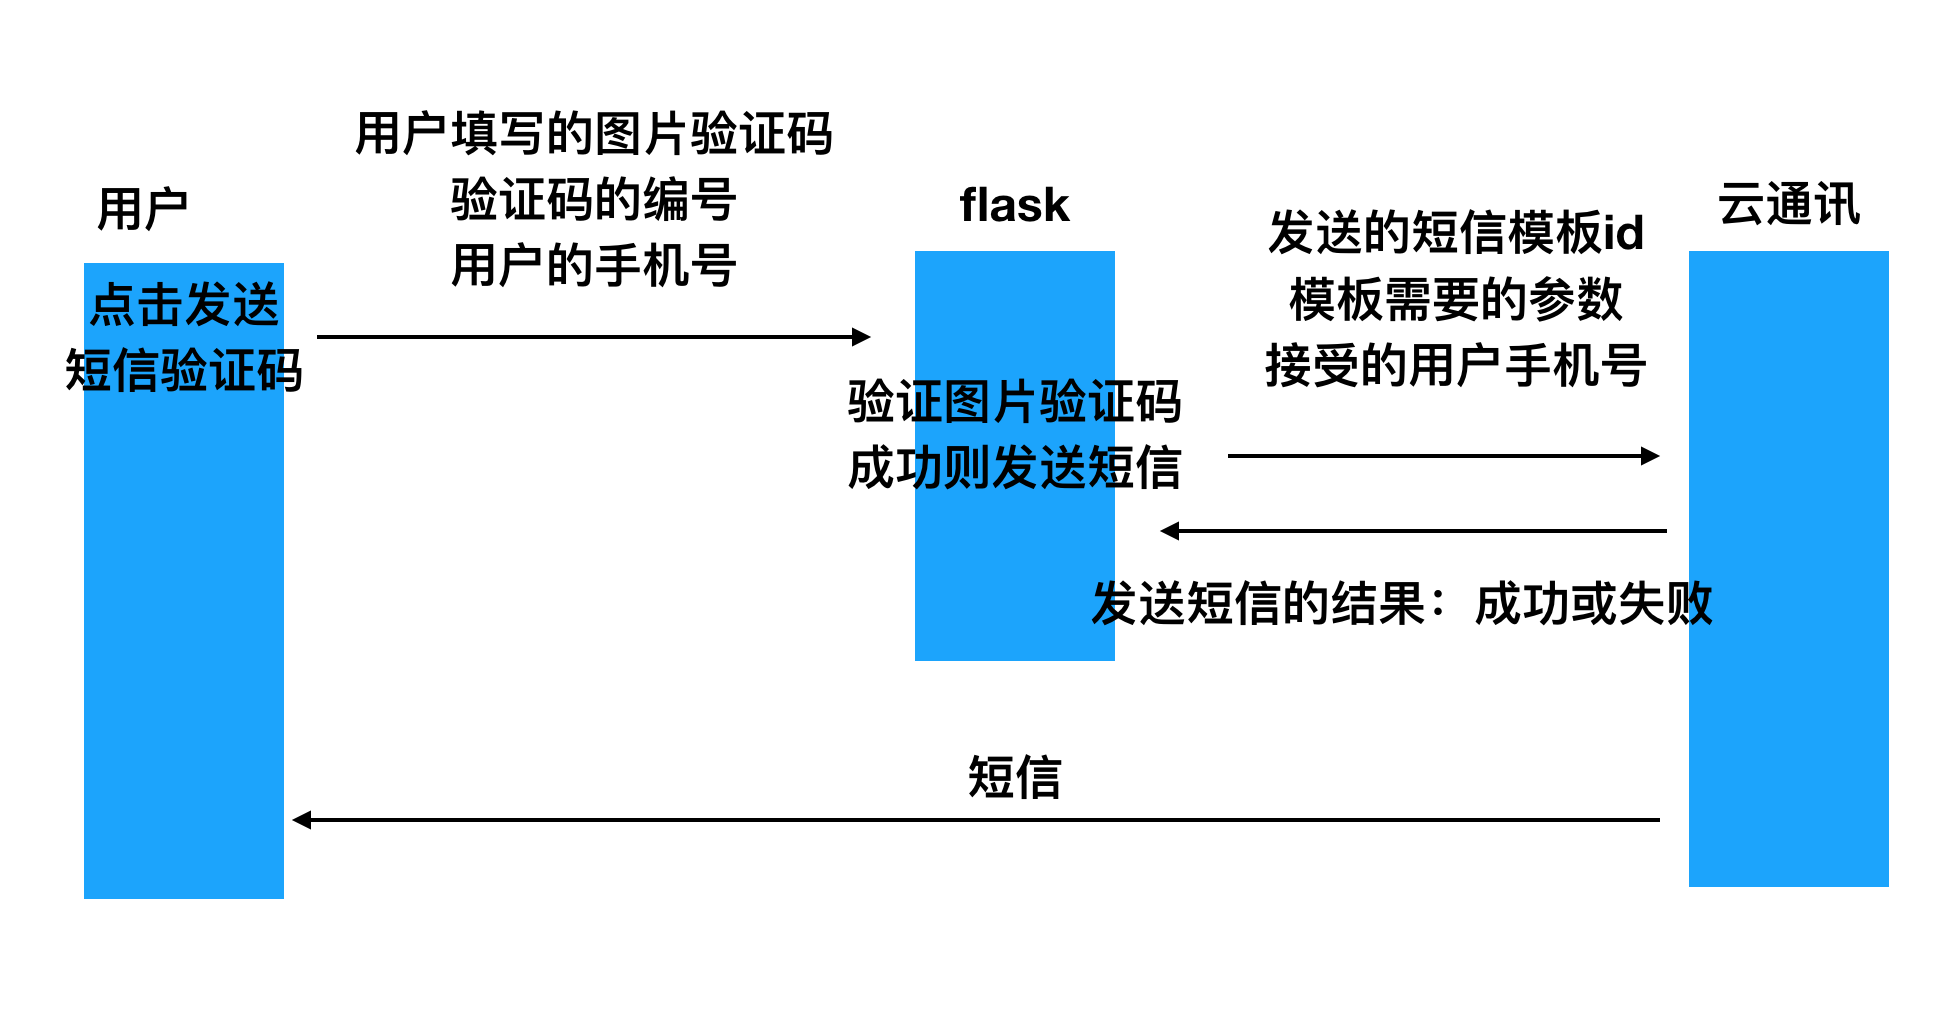 用户
点击发送
短信验证码
用户填写的图片验证码
验证码的编号
用户的手机号
flask
验证图片验证码
成功则发送短信
发送的短信模板id
模板需要的参数
接受的用户手机号
云通讯
发送短信的结果：成功或失败
短信